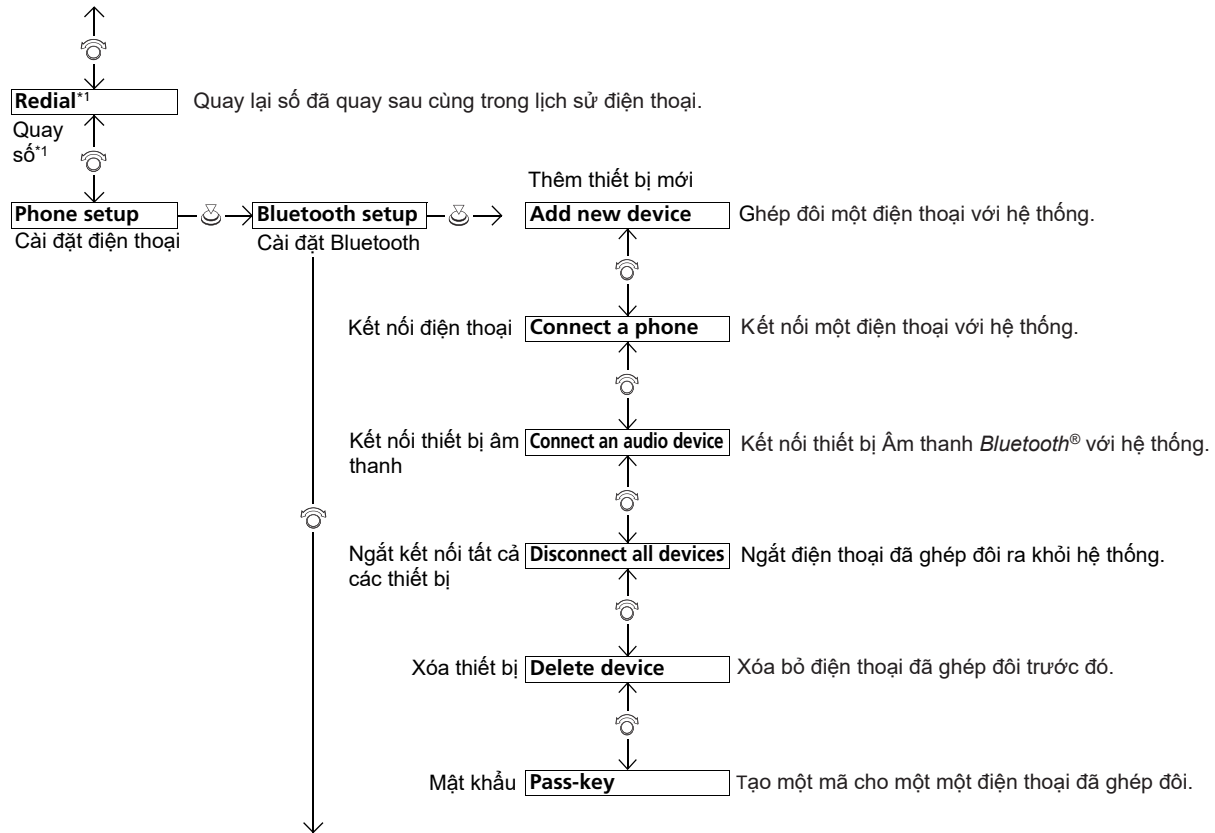 Redial*1 Quay lại số đã quay sau cùng trong lịch sử điện thoại.
Quay
số*1
Thêm thiết bị mới
Phone setup Bluetooth setup Add new device Ghép đôi một điện thoại với hệ thống.
Cài đặt điện thoại Cài đặt Bluetooth
Kết nối điện thoại Connect a phone Kết nối một điện thoại với hệ thống.
Kết nối thiết bị âm Connect an audio device Kết nối thiết bị Âm thanh Bluetooth® với hệ thống.
thanh
Ngắt kết nối tất cả Disconnect all devices Ngắt điện thoại đã ghép đôi ra khỏi hệ thống.
các thiết bị
Xóa thiết bị Delete device Xóa bỏ điện thoại đã ghép đôi trước đó.
Mật khẩu Pass-key Tạo một mã cho một một điện thoại đã ghép đôi.